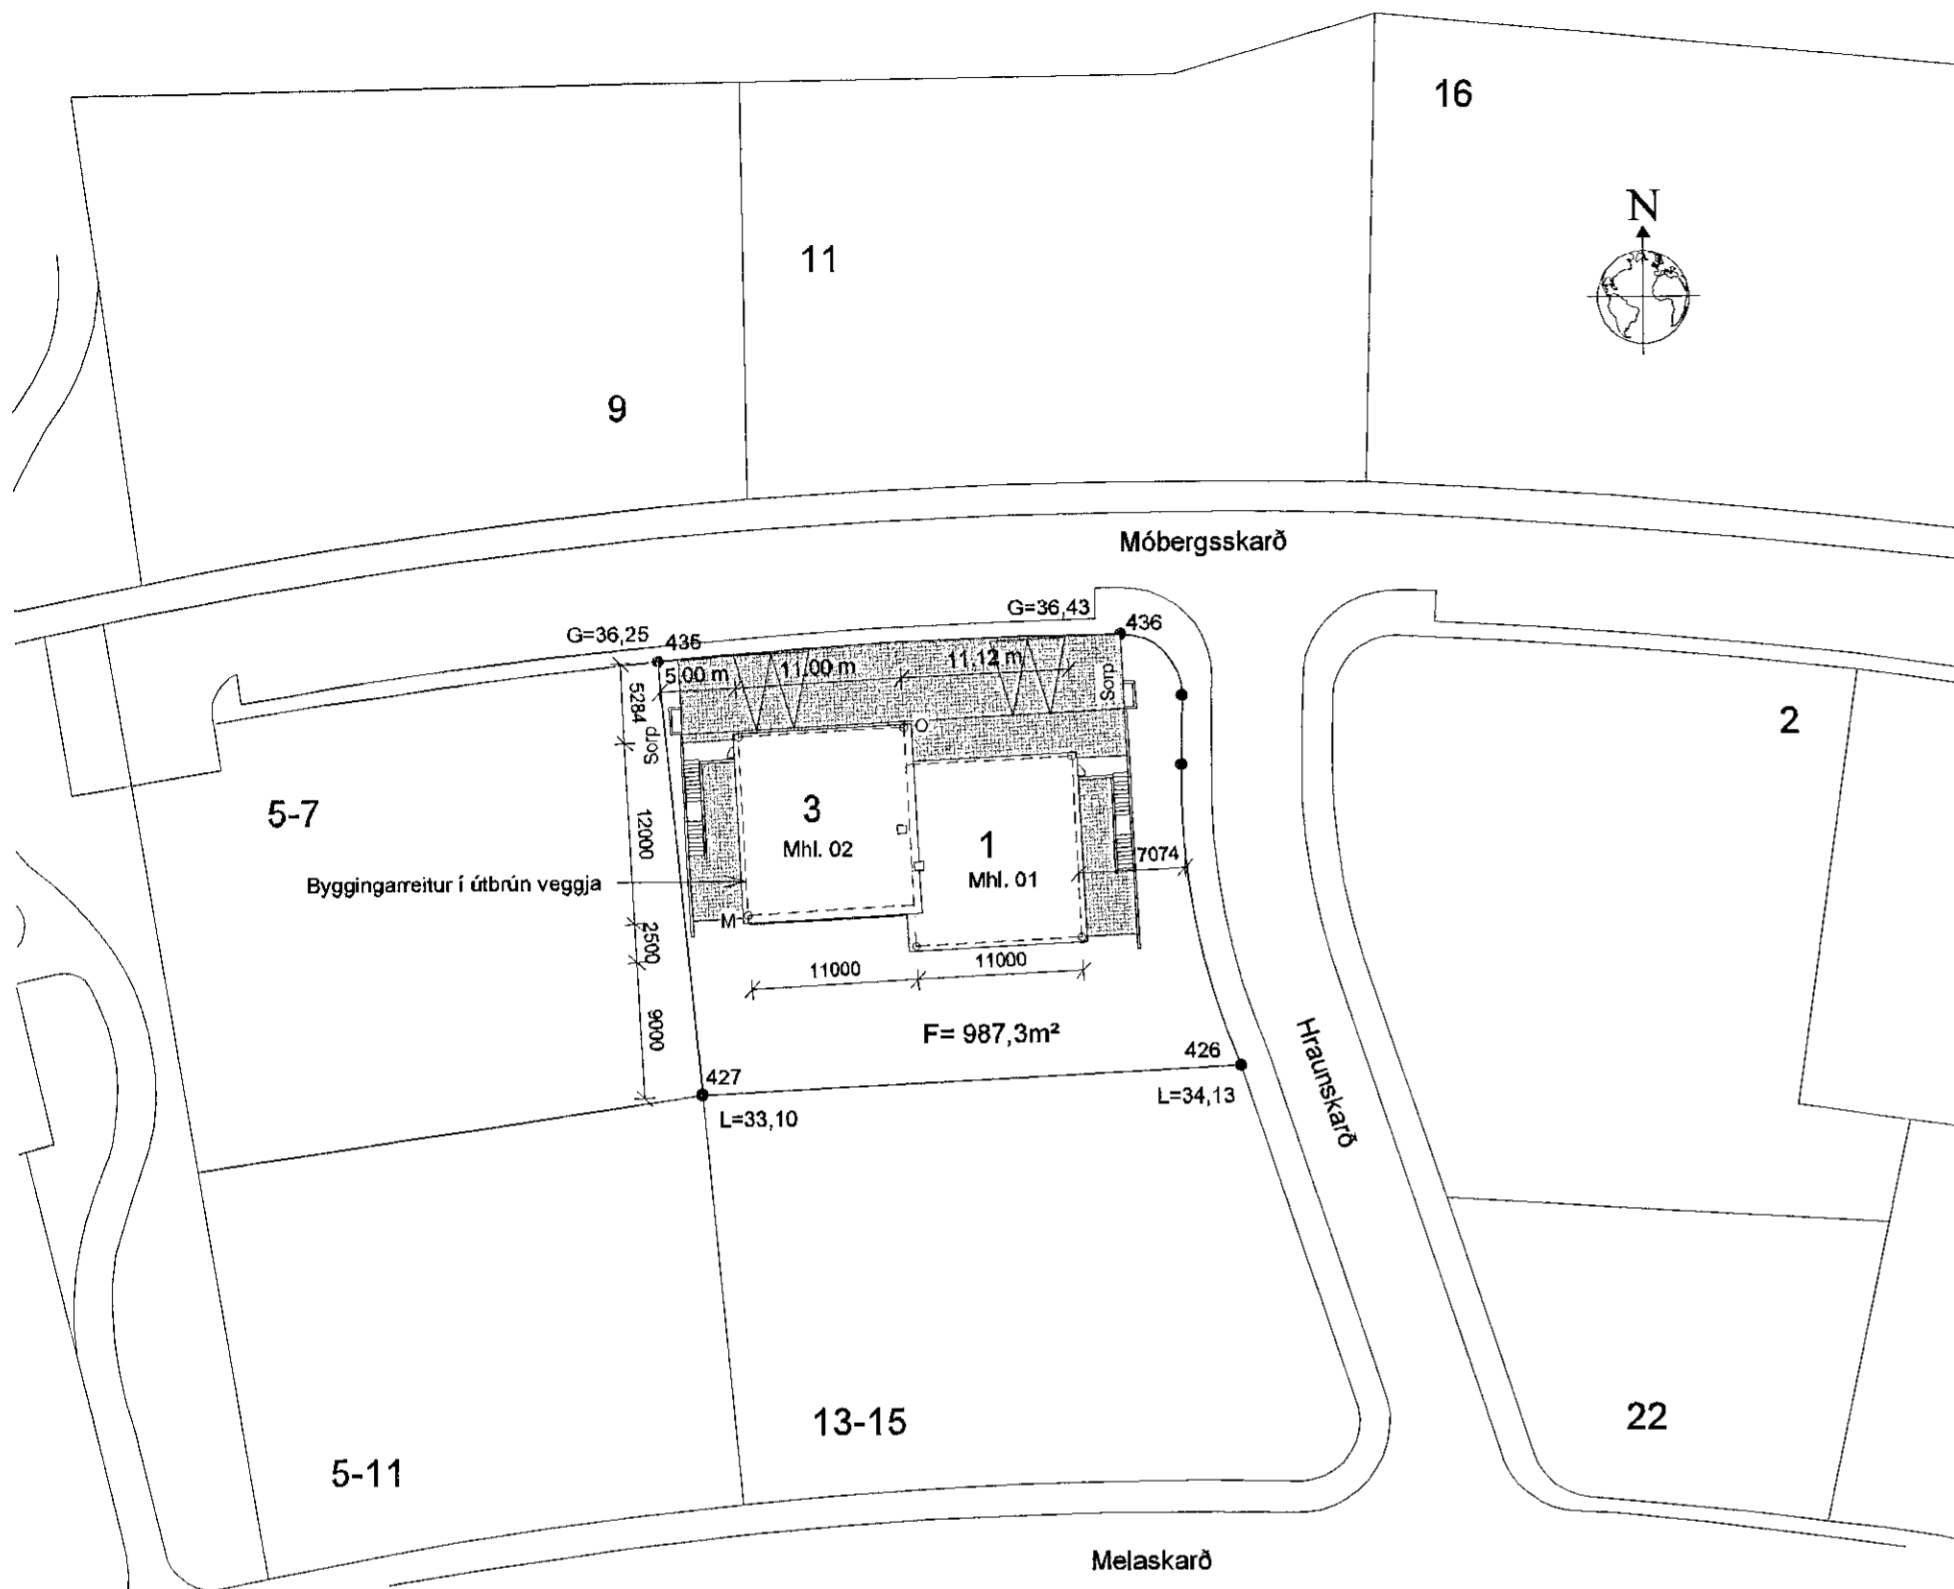 16
N
11
9
Móbergsskarð
G=36,43
436
G=36,25
435
5.00 m
11.00 m
11.12 m
Sorp
5284
Sorp
2
5-7
3
Mhl. 02
12000
1
Mhl. 01
7074
Byggingarreitur í útbrún veggja
M
2500
11000
11000
9000
F= 987,3m²
Hraunskarð
426
427
L=34,13
L=33,10
13-15
22
5-11
Melaskarð